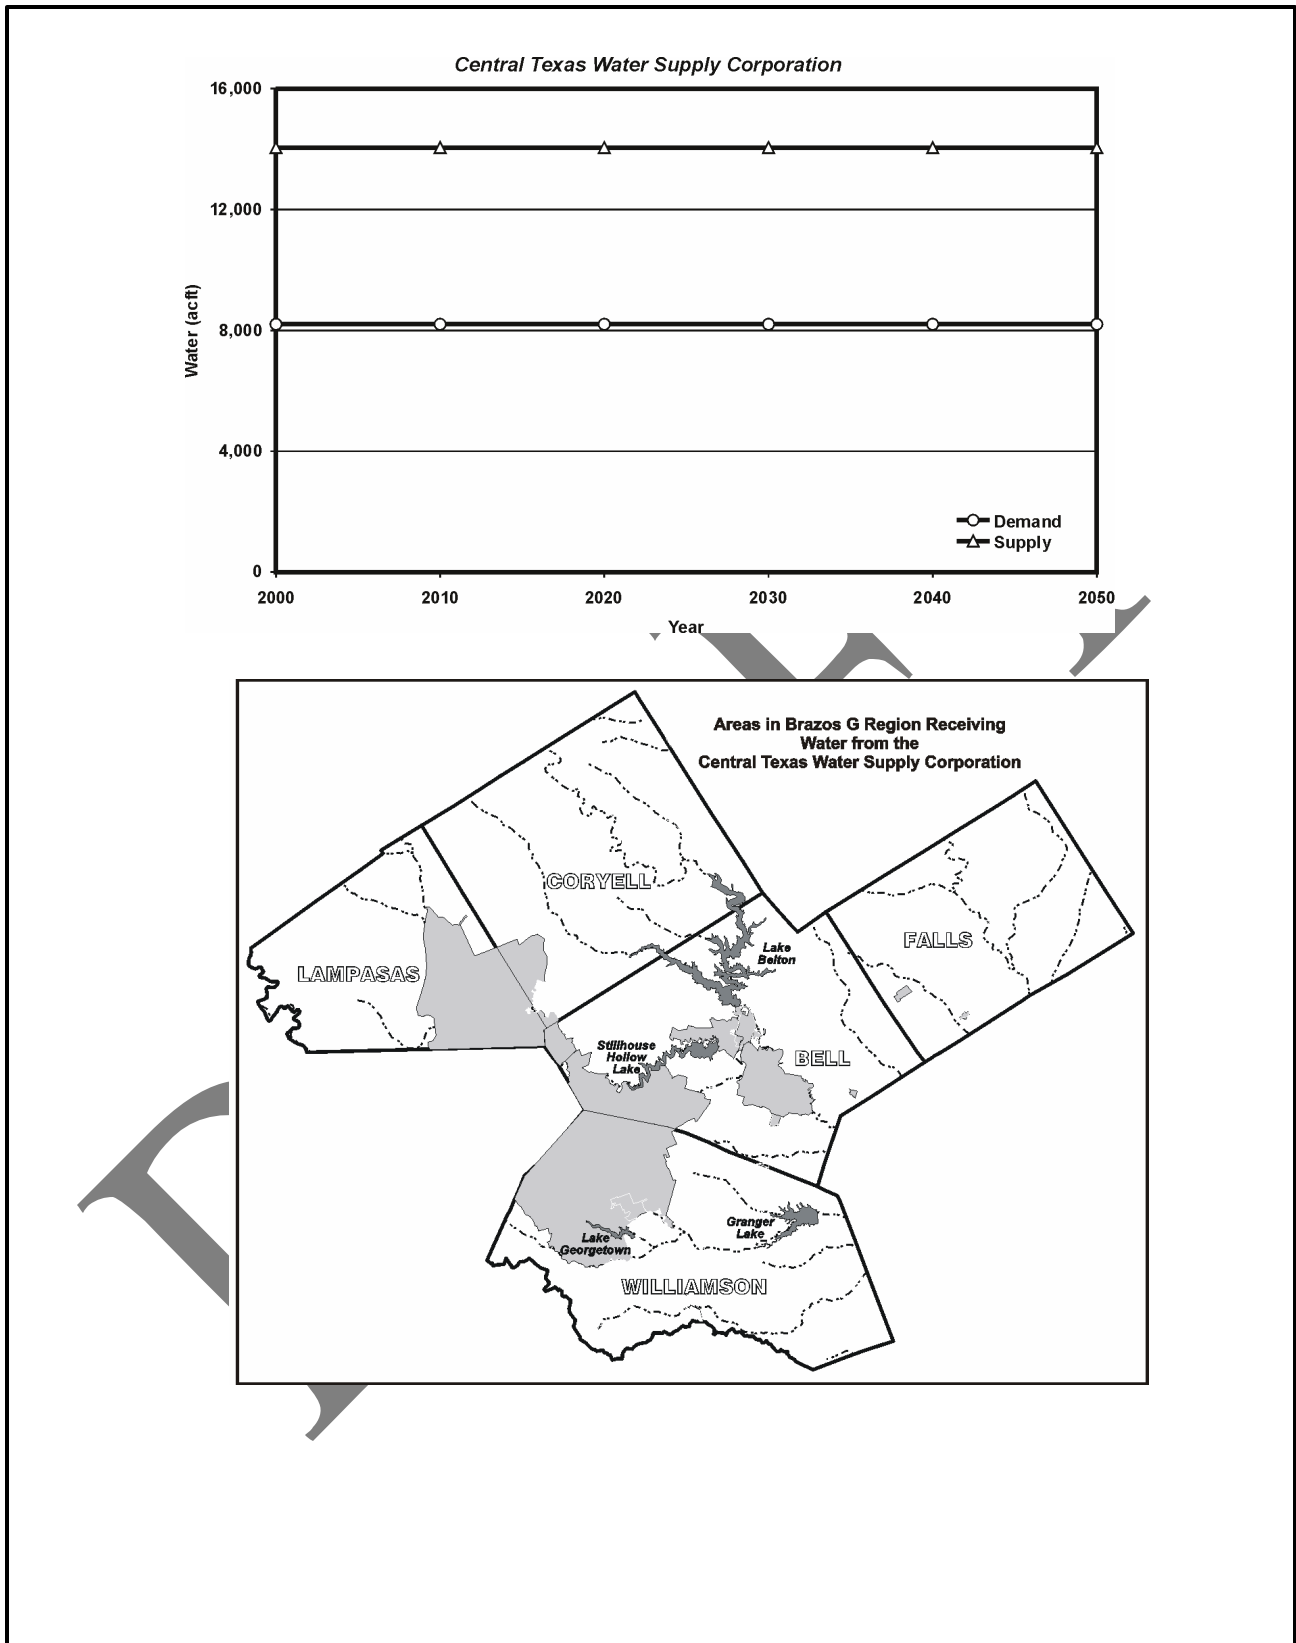 Central Texas Water Supply Corporation
16,000
12,000
8,000
4,000
0
Water (acft)
Demand
Supply
2000 2010 2020 2030 2040 2050
Year
Areas in Brazos G Region Receiving
Water from the
Central Texas Water Supply Corporation
CORYELL
FALLS
Lake
Belton
LAMPASAS
Stillhouse
Hollow
Lake
BELL
Granger
Lake
Lake
Georgetown
WILLIAMSON